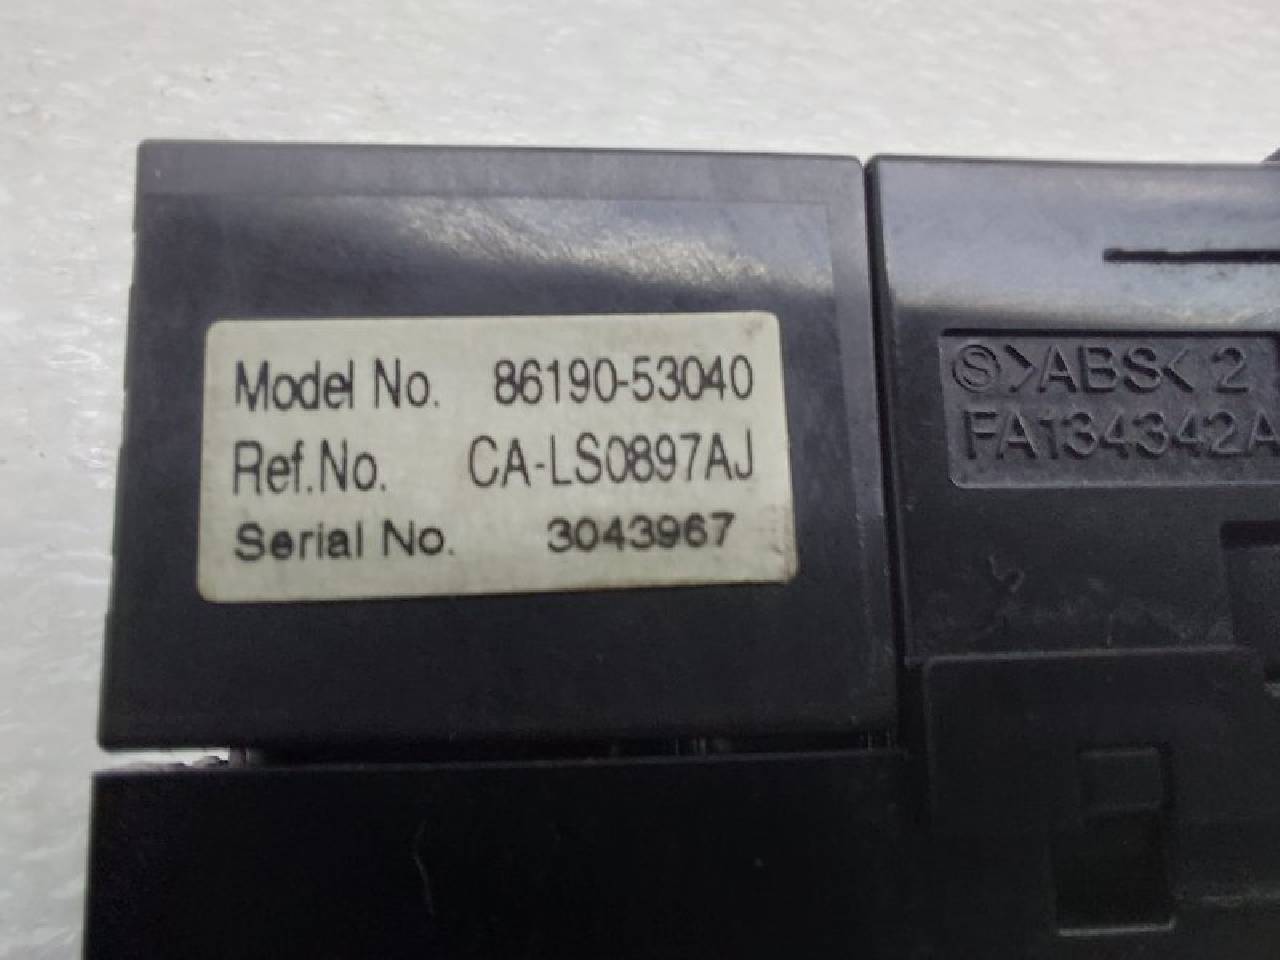 Model No. 86190-53040
Ref.No. CA-LS0897AJ
Serial No. 3043967
Ⓢ>ABS< 2
FA134342A